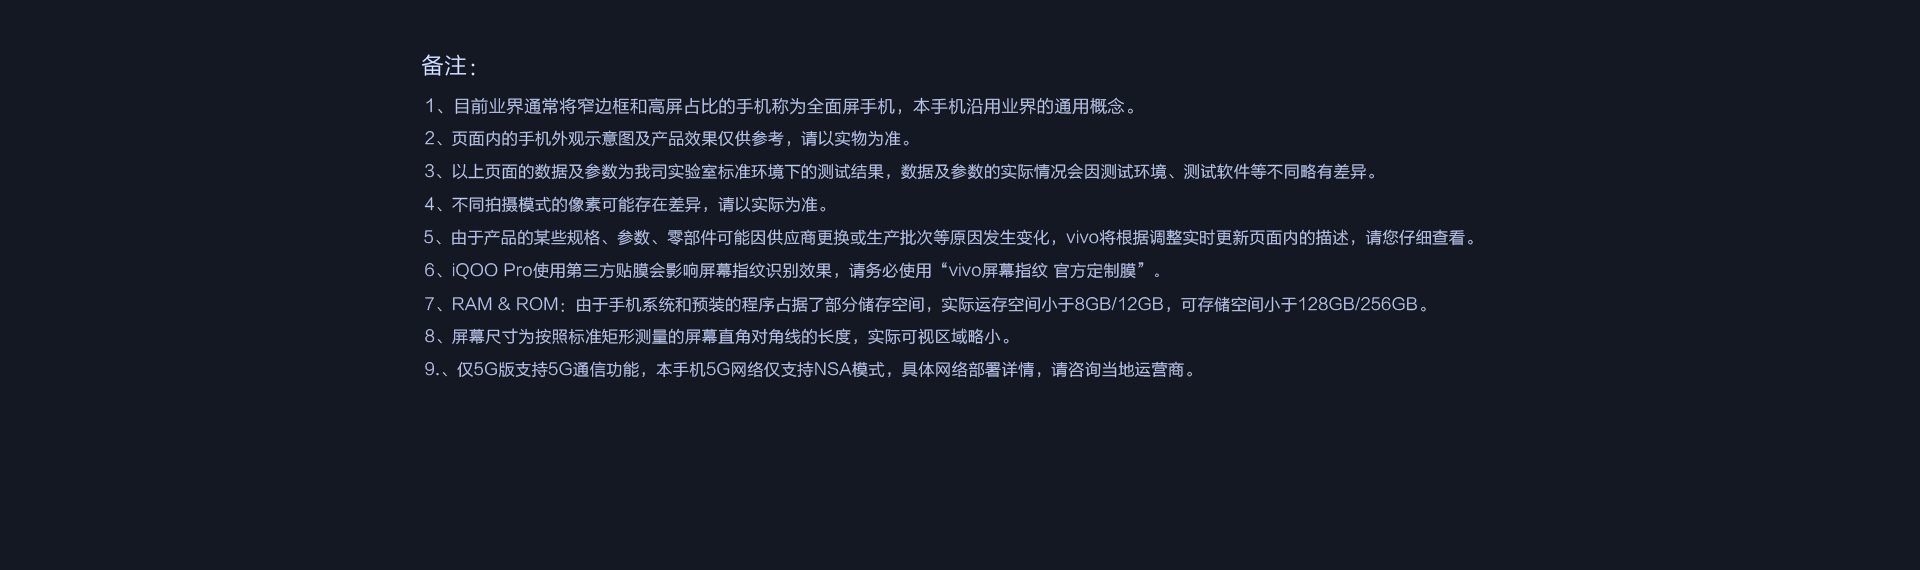 备注：
1、目前业界通常将窄边框和高屏占比的手机称为全面屏手机，本手机沿用业界的通用概念。
2、页面内的手机外观示意图及产品效果仅供参考，请以实物为准。
3、以上页面的数据及参数为我司实验室标准环境下的测试结果，数据及参数的实际情况会因测试环境、测试软件等不同略有差异。
4、不同拍摄模式的像素可能存在差异，请以实际为准。
5、由于产品的某些规格、参数、零部件可能因供应商更换或生产批次等原因发生变化，vivo将根据调整实时更新页面内的描述，请您仔细查看。
6、iQOO Pro使用第三方贴膜会影响屏幕指纹识别效果，请务必使用“vivo屏幕指纹 官方定制膜”。
7、RAM & ROM：由于手机系统和预装的程序占据了部分储存空间，实际运存空间小于8GB/12GB，可存储空间小于128GB/256GB。
8、屏幕尺寸为按照标准矩形测量的屏幕直角对角线的长度，实际可视区域略小。
9.、仅5G版支持5G通信功能，本手机5G网络仅支持NSA模式，具体网络部署详情，请咨询当地运营商。